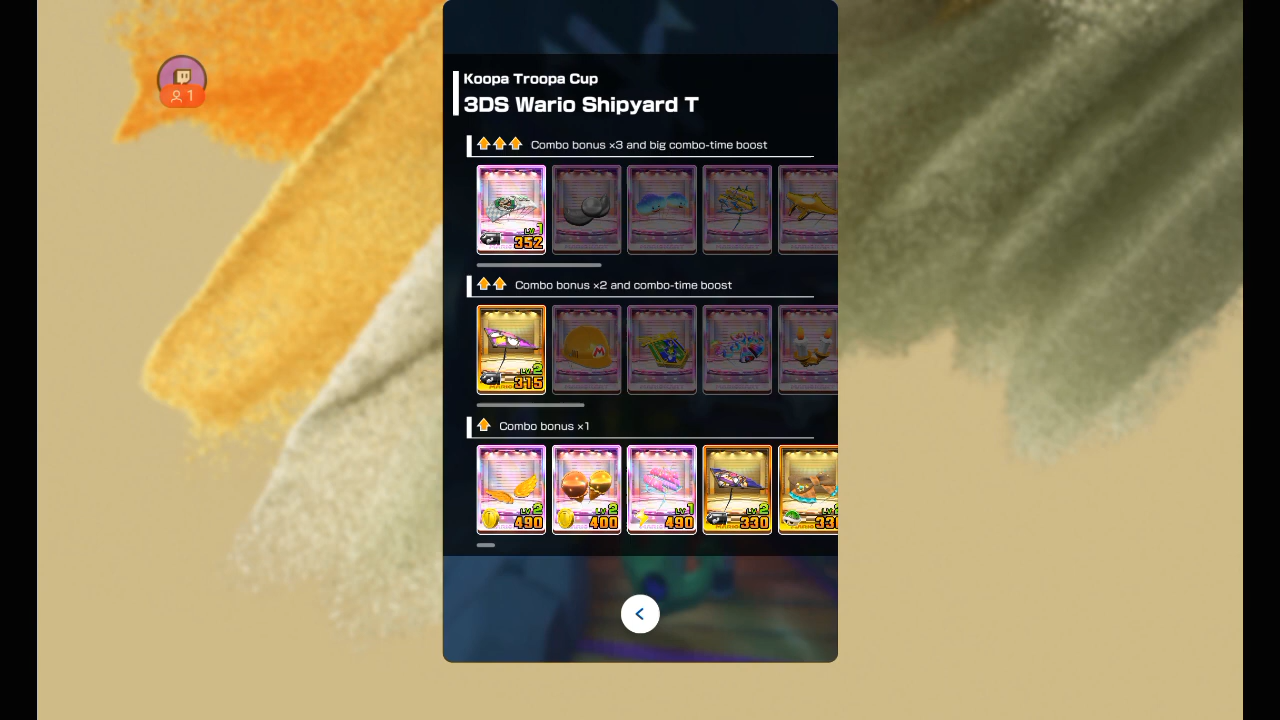 1
Koopa Troopa Cup
3DS Wario Shipyard T
Combo bonus ×3 and big combo-time boost
LV.1
352
Combo bonus ×2 and combo-time boost
LV.2
315
Combo bonus ×1
LV.2 LV.2 LV.1 LV.2
490 400 490 330